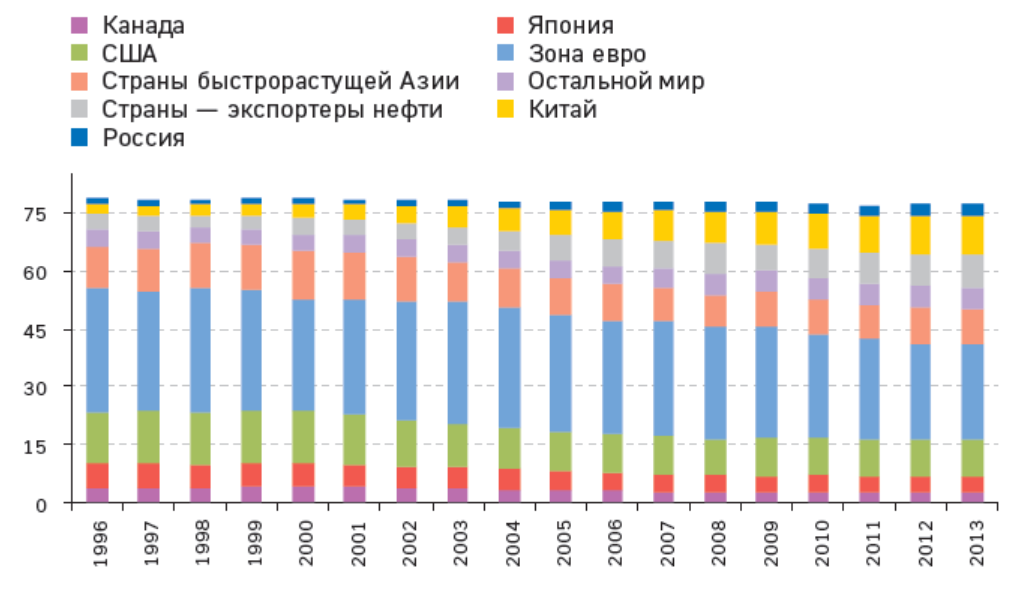 Канада
США
Страны быстрорастущей Азии
Страны — экспортеры нефти
Россия
Япония
Зона евро
Остальной мир
Китай
75
60
45
30
15
0
1996 1997 1998 1999 2000 2001 2002 2003 2004 2005 2006 2007 2008 2009 2010 2011 2012 2013